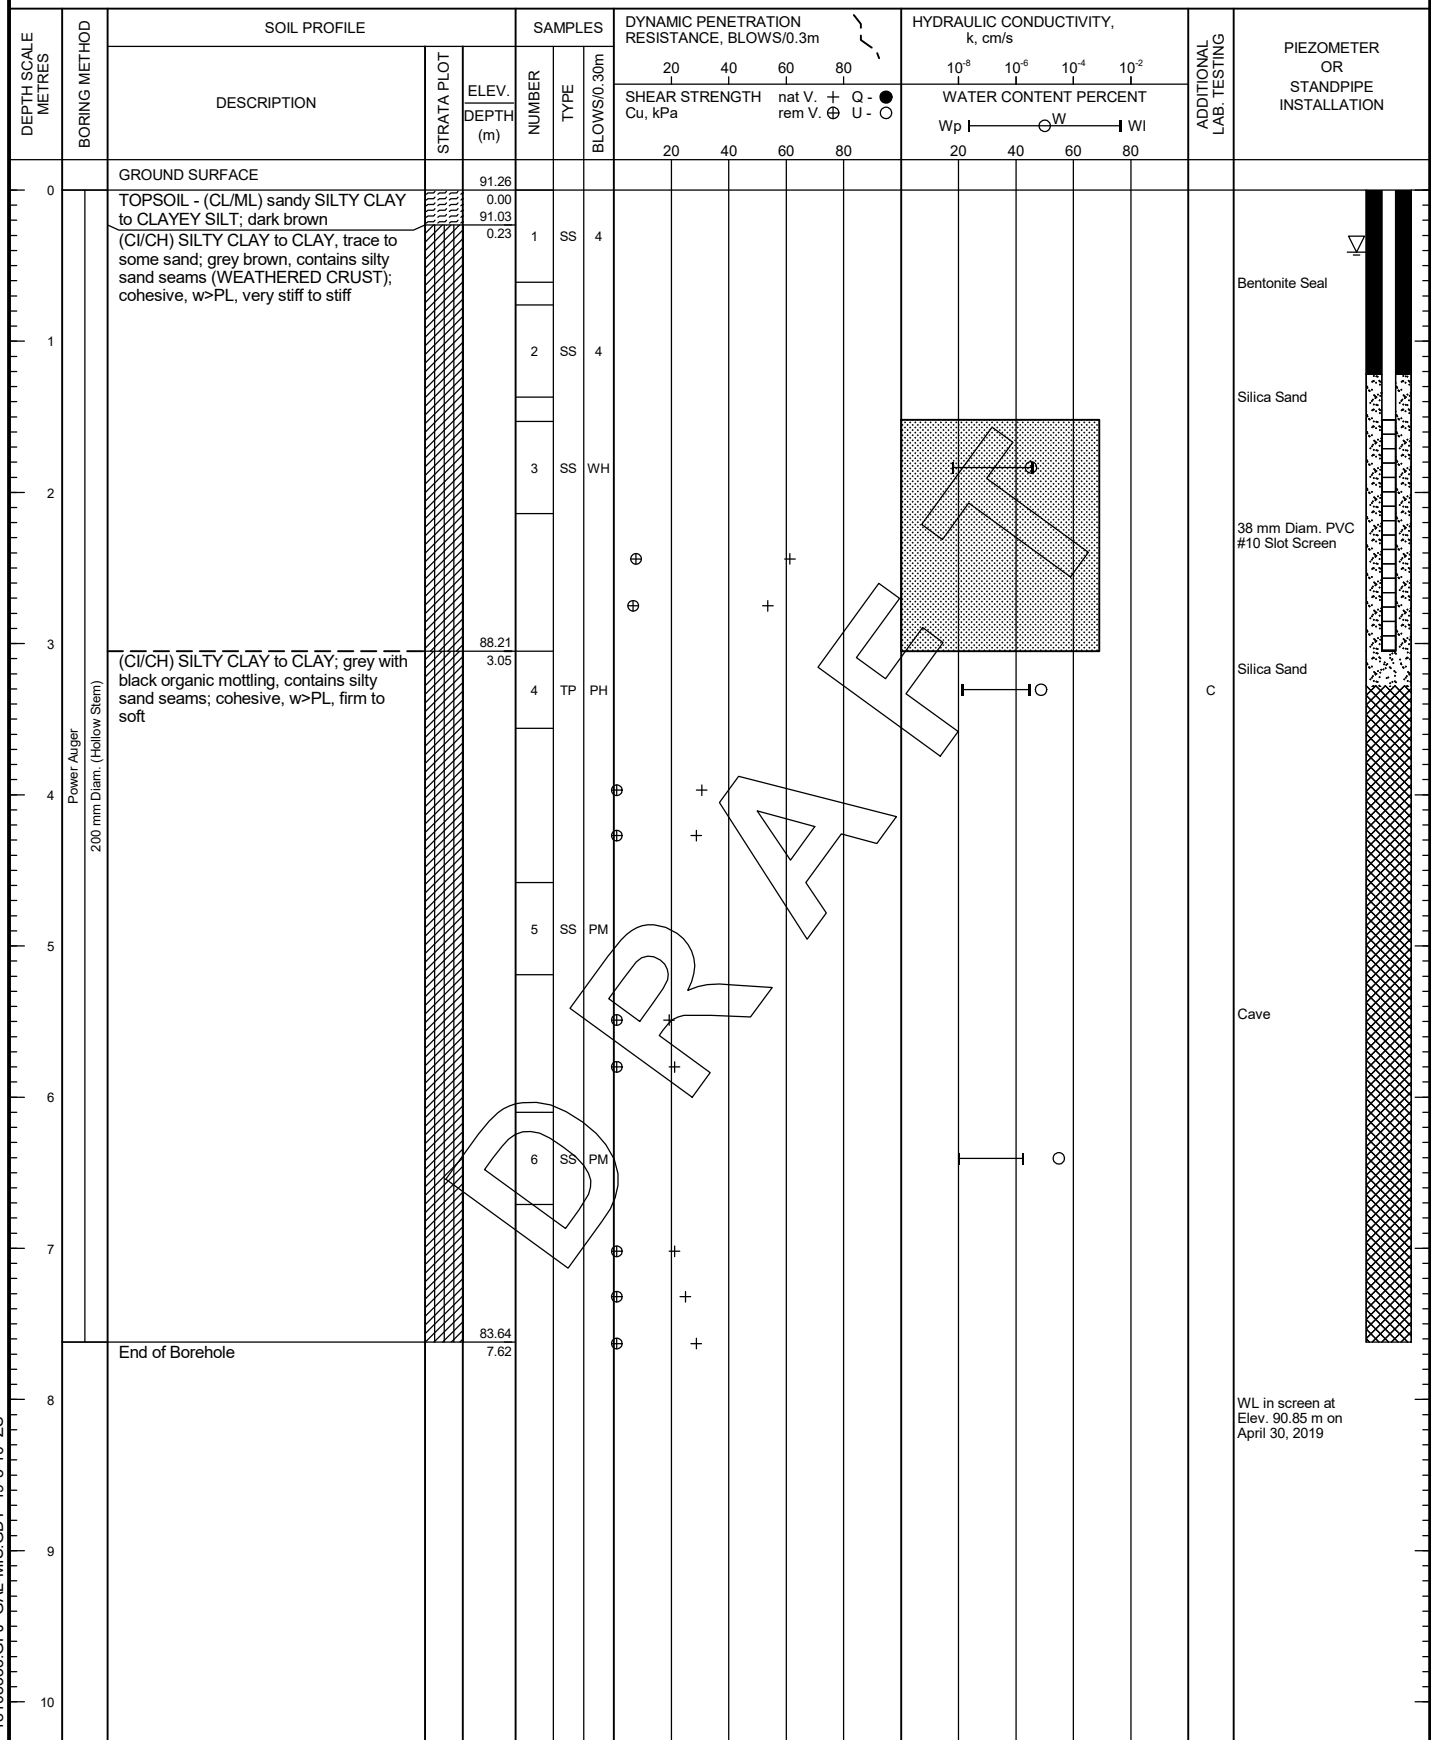 DEPTH SCALE
METRES
BORING METHOD
SOIL PROFILE
DESCRIPTION
STRATA PLOT
ELEV.
DEPTH
(m)
SAMPLES
NUMBER
TYPE
BLOWS/0.30m
DYNAMIC PENETRATION
RESISTANCE, BLOWS/0.3m
20 40 60 80
SHEAR STRENGTH nat V. + Q - ●
Cu, kPa rem V. ⊕ U - ○
20 40 60 80
HYDRAULIC CONDUCTIVITY,
k, cm/s
10⁻⁸ 10⁻⁶ 10⁻⁴ 10⁻²
WATER CONTENT PERCENT
Wp W Wl
20 40 60 80
ADDITIONAL
LAB. TESTING
PIEZOMETER
OR
STANDPIPE
INSTALLATION
GROUND SURFACE
91.26
0
TOPSOIL - (CL/ML) sandy SILTY CLAY
to CLAYEY SILT; dark brown
0.00
91.03
(CI/CH) SILTY CLAY to CLAY, trace to
some sand; grey brown, contains silty
sand seams (WEATHERED CRUST);
cohesive, w>PL, very stiff to stiff
0.23
1 SS 4
Bentonite Seal
1
2 SS 4
Silica Sand
3 SS WH
2
38 mm Diam. PVC
#10 Slot Screen
3
88.21
(CI/CH) SILTY CLAY to CLAY; grey with
black organic mottling, contains silty
sand seams; cohesive, w>PL, firm to
soft
3.05
4 TP PH
C
Silica Sand
Power Auger
200 mm Diam. (Hollow Stem)
4
5 SS PM
5
Cave
6
6 SS PM
7
83.64
End of Borehole
7.62
8
WL in screen at
Elev. 90.85 m on
April 30, 2019
9
10
DRAFT